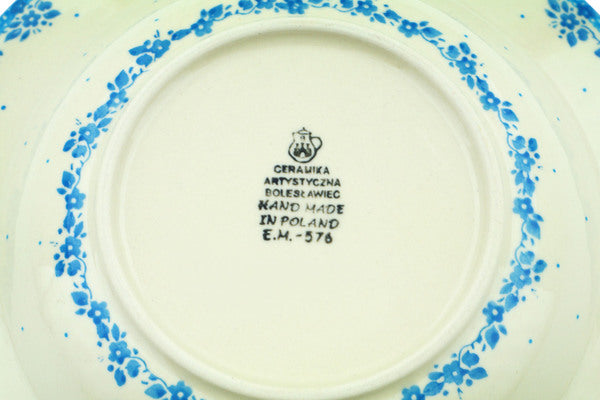 CERAMIKA
ARTYSTYCZNA
BOLESŁAWIEC
HAND MADE
IN POLAND
E.M.-576